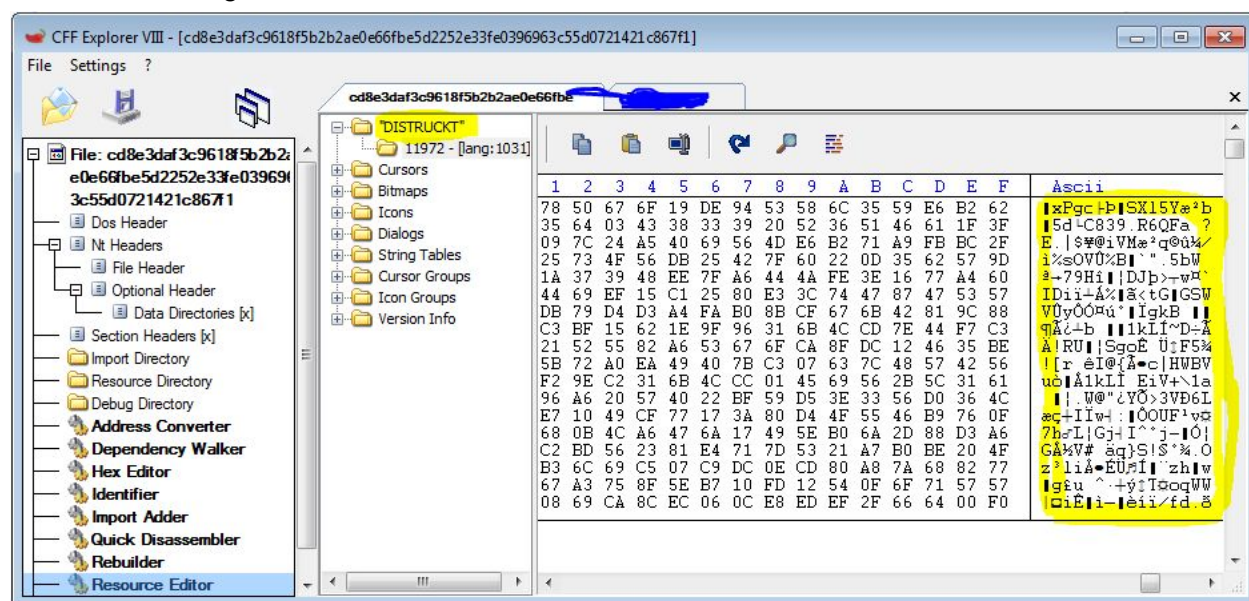 CFF Explorer VIII - [cd8e3daf3c9618f5b2b2ae0e66fbe5d2252e33fe0396963c55d0721421c867f1]
File Settings ?
cd8e3daf3c9618f5b2b2ae0e66fbe
File: cd8e3daf3c9618f5b2b2a
e0e66fbe5d2252e33fe039696
3c55d0721421c867f1
Dos Header
Nt Headers
File Header
Optional Header
Data Directories [x]
Section Headers [x]
Import Directory
Resource Directory
Debug Directory
Address Converter
Dependency Walker
Hex Editor
Identifier
Import Adder
Quick Disassembler
Rebuilder
Resource Editor
"DISTRUCKT"
11972 - [lang:1031]
Cursors
Bitmaps
Icons
Dialogs
String Tables
Cursor Groups
Icon Groups
Version Info
1 2 3 4 5 6 7 8 9 A B C D E F Ascii
78 50 67 6F 19 DE 94 53 58 6C 35 59 E6 B2 62
35 64 03 43 38 33 39 20 52 36 51 46 61 1F 3F
09 7C 24 A5 40 69 56 4D E6 B2 71 A9 FB BC 2F
25 73 4F 56 DB 25 42 7F 60 22 0D 35 62 57 9D
1A 37 39 48 EE 7F A6 44 4A FE 3E 16 77 A4 60
44 69 EF 15 C1 25 80 E3 3C 74 47 87 47 53 57
DB 79 D4 D3 A4 FA B0 8B CF 67 6B 42 81 9C 88
C3 BF 15 62 1E 9F 96 31 6B 4C CD 7E 44 F7 C3
21 52 55 82 A6 53 67 6F CA 8F DC 12 46 35 BE
5B 72 A0 EA 49 40 7B C3 07 63 7C 48 57 42 56
F2 9E C2 31 6B 4C CC 01 45 69 56 2B 5C 31 61
96 A6 20 57 40 22 BF 59 D5 3E 33 56 D0 36 4C
E7 10 49 CF 77 17 3A 80 D4 4F 55 46 B9 76 0F
68 0B 4C A6 47 6A 17 49 5E B0 6A 2D 88 D3 A6
C2 BD 56 23 81 E4 71 7D 53 21 A7 B0 BE 20 4F
B3 6C 69 C5 07 C9 DC 0E CD 80 A8 7A 68 82 77
67 A3 75 8F 5E B7 10 FD 12 54 0F 6F 71 57 57
08 69 CA 8C EC 06 0C E8 ED EF 2F 66 64 00 F0